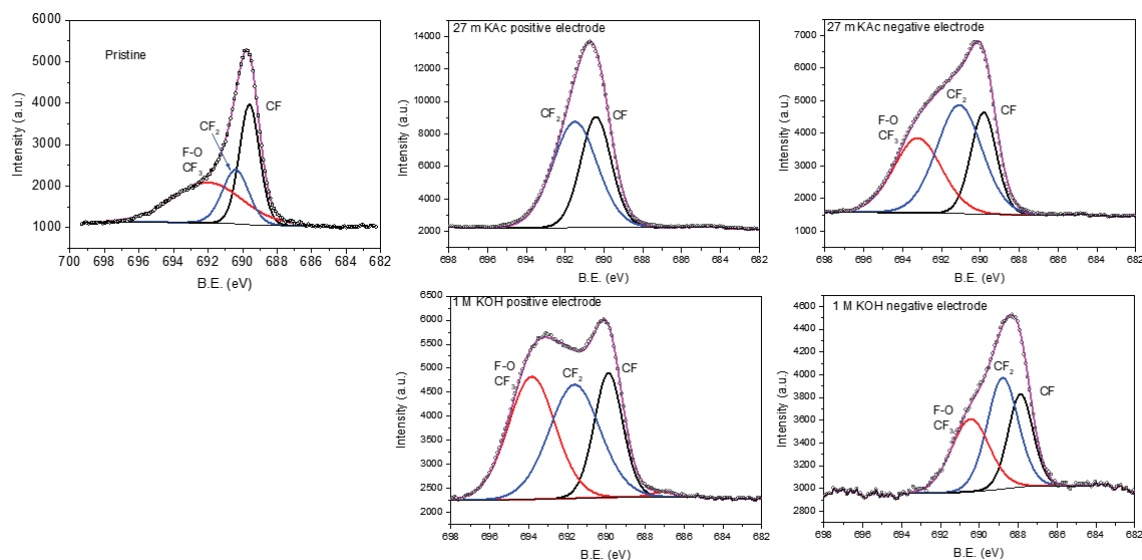 Pristine
CF
CF2
F-O
CF3
Intensity (a.u.)
6000
5000
4000
3000
2000
1000
700 698 696 694 692 690 688 686 684 682
B.E. (eV)
27 m KAc positive electrode
CF2
CF
Intensity (a.u.)
14000
12000
10000
8000
6000
4000
2000
698 696 694 692 690 688 686 684 682
B.E. (eV)
27 m KAc negative electrode
CF2
CF
F-O
CF3
Intensity (a.u.)
7000
6000
5000
4000
3000
2000
1000
698 696 694 692 690 688 686 684 682
B.E. (eV)
1 M KOH positive electrode
F-O
CF3
CF2
CF
Intensity (a.u.)
6500
6000
5500
5000
4500
4000
3500
3000
2500
2000
698 696 694 692 690 688 686 684 682
B.E. (eV)
1 M KOH negative electrode
CF2
CF
F-O
CF3
Intensity (a.u.)
4600
4400
4200
4000
3800
3600
3400
3200
3000
2800
698 696 694 692 690 688 686 684 682
B.E. (eV)